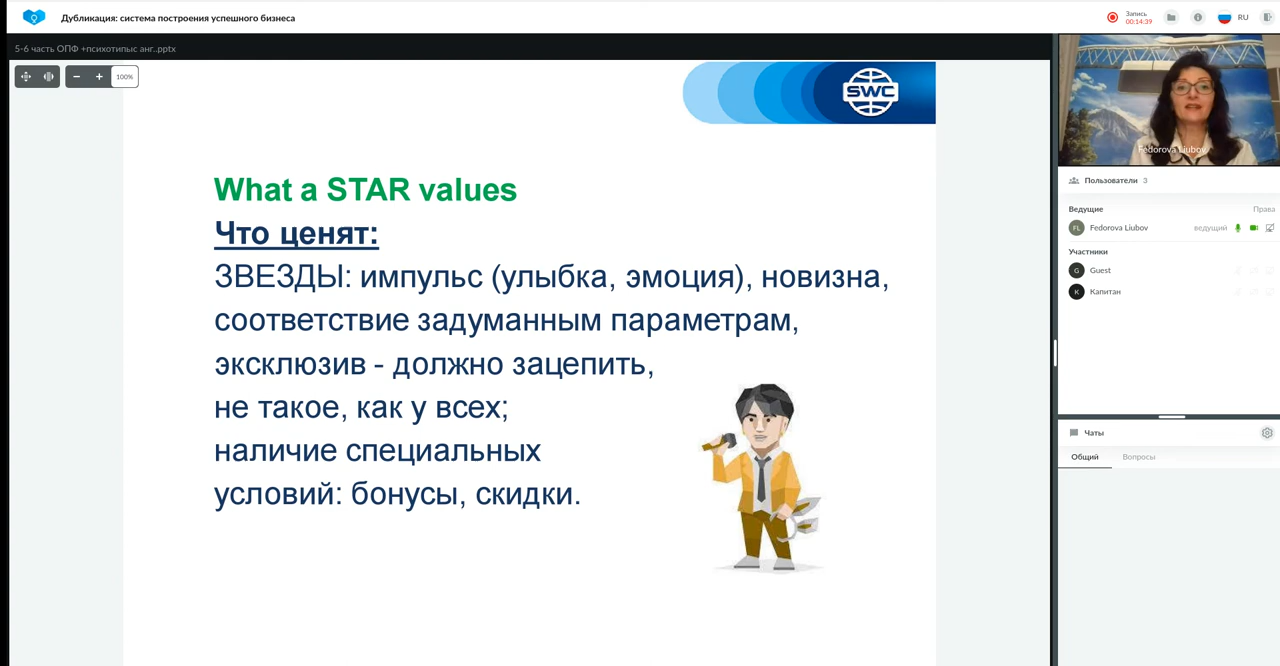 Дубликация: система построения успешного бизнеса
Запись
00:14:39
RU
5-6 часть ОПФ +психотипыс анг..pptx
100%
SWC
What a STAR values
Что ценят:
ЗВЕЗДЫ: импульс (улыбка, эмоция), новизна,
соответствие задуманным параметрам,
эксклюзив - должно зацепить,
не такое, как у всех;
наличие специальных
условий: бонусы, скидки.
Fedorova Liubov
Пользователи 3
Ведущие Права
FL Fedorova Liubov ведущий
Участники
G Guest
К Капитан
Чаты
Общий Вопросы